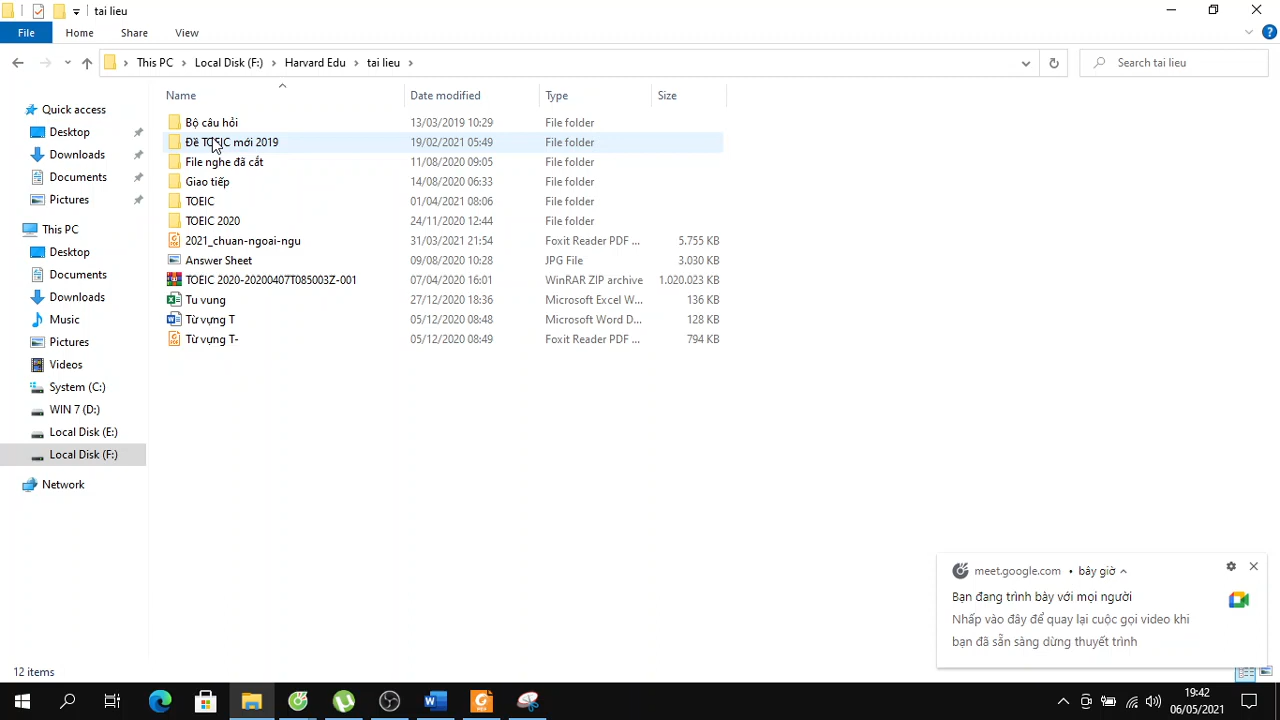 tai lieu
File Home Share View
This PC Local Disk (F:) Harvard Edu tai lieu
Search tai lieu
Name Date modified Type Size
Quick access
Desktop
Downloads
Documents
Pictures
This PC
Desktop
Documents
Downloads
Music
Pictures
Videos
System (C:)
WIN 7 (D:)
Local Disk (E:)
Local Disk (F:)
Network
Bộ câu hỏi 13/03/2019 10:29 File folder
Đề TOEIC mới 2019 19/02/2021 05:49 File folder
File nghe đã cắt 11/08/2020 09:05 File folder
Giao tiếp 14/08/2020 06:33 File folder
TOEIC 01/04/2021 08:06 File folder
TOEIC 2020 24/11/2020 12:44 File folder
2021_chuan-ngoai-ngu 31/03/2021 21:54 Foxit Reader PDF ... 5.755 KB
Answer Sheet 09/08/2020 10:28 JPG File 3.030 KB
TOEIC 2020-20200407T085003Z-001 07/04/2020 16:01 WinRAR ZIP archive 1.020.023 KB
Tu vung 27/12/2020 18:36 Microsoft Excel W... 136 KB
Từ vựng T 05/12/2020 08:48 Microsoft Word D... 128 KB
Từ vựng T- 05/12/2020 08:49 Foxit Reader PDF ... 794 KB
meet.google.com • bây giờ
Bạn đang trình bày với mọi người
Nhấp vào đây để quay lại cuộc gọi video khi
bạn đã sẵn sàng dừng thuyết trình
12 items
19:42
06/05/2021